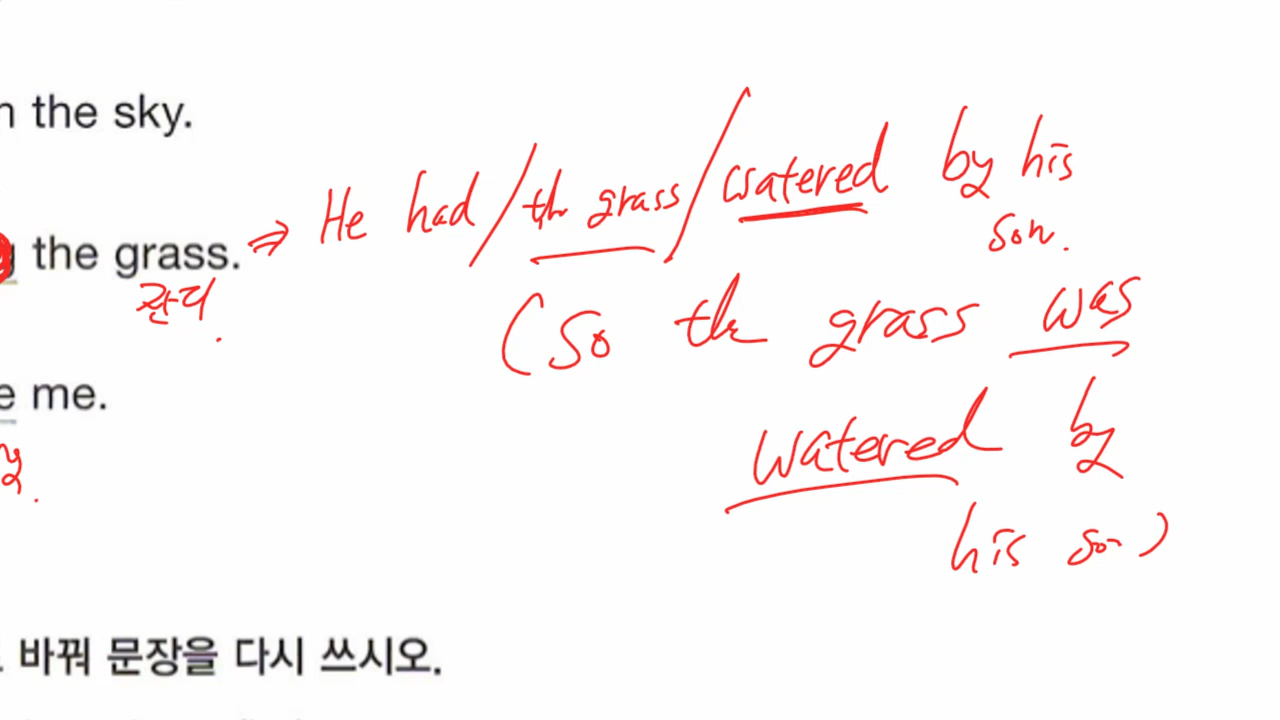 n the sky.
He had / the grass / watered by his
son.
the grass. ⇒
잔디.
(So the grass was
watered by
his son)
e me.
바꿔 문장을 다시 쓰시오.